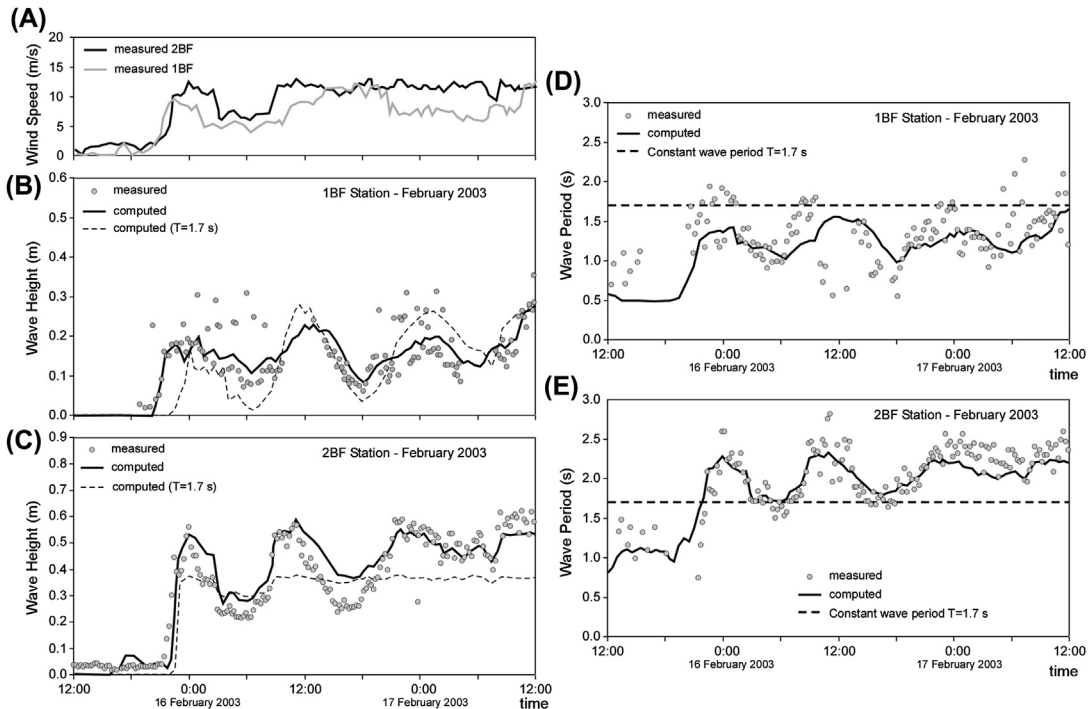 (A)
20
15
10
5
0
Wind Speed (m/s)
measured 2BF
measured 1BF
(B)
0.6
0.5
0.4
0.3
0.2
0.1
0.0
Wave Height (m)
1BF Station - February 2003
measured
computed
computed (T=1.7 s)
(C)
0.9
0.8
0.7
0.6
0.5
0.4
0.3
0.2
0.1
0.0
Wave Height (m)
2BF Station - February 2003
measured
computed
computed (T=1.7 s)
12:00 0:00 12:00 0:00 12:00
16 February 2003 17 February 2003 time
(D)
3.0
2.5
2.0
1.5
1.0
0.5
0.0
Wave Period (s)
1BF Station - February 2003
measured
computed
Constant wave period T=1.7 s
12:00 0:00 12:00 0:00 12:00
16 February 2003 17 February 2003 time
(E)
3.0
2.5
2.0
1.5
1.0
0.5
0.0
Wave Period (s)
2BF Station - February 2003
measured
computed
Constant wave period T=1.7 s
12:00 0:00 12:00 0:00 12:00
16 February 2003 17 February 2003 time